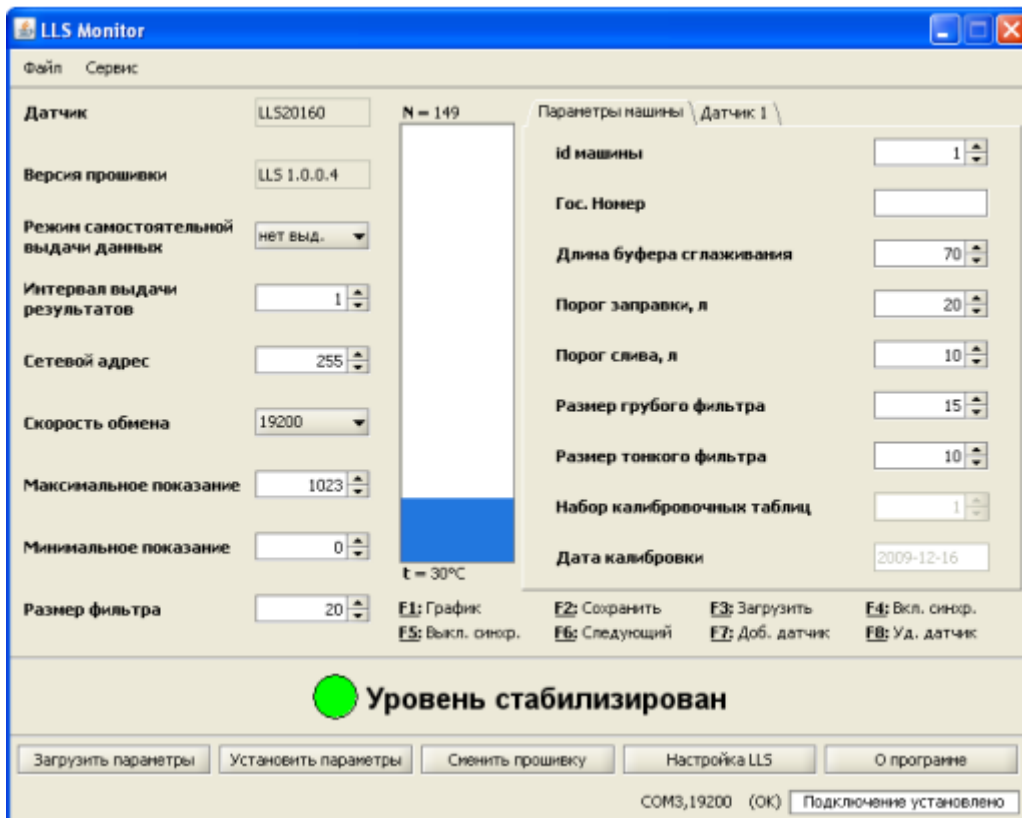 LLS Monitor
Файл Сервис
Датчик LLS20160
Версия прошивки LLS 1.0.0.4
Режим самостоятельной
выдачи данных нет выд.
Интервал выдачи
результатов 1
Сетевой адрес 255
Скорость обмена 19200
Максимальное показание 1023
Минимальное показание 0
Размер фильтра 20
N = 149
t = 30°C
Параметры машины Датчик 1
id машины 1
Гос. Номер
Длина буфера сглаживания 70
Порог заправки, л 20
Порог слива, л 10
Размер грубого фильтра 15
Размер тонкого фильтра 10
Набор калибровочных таблиц 1
Дата калибровки 2009-12-16
F1: График F2: Сохранить F3: Загрузить F4: Вкл. синхр.
F5: Выкл. синхр. F6: Следующий F7: Доб. датчик F8: Уд. датчик
Уровень стабилизирован
Загрузить параметры Установить параметры Сменить прошивку Настройка LLS О программе
COM3,19200 (OK) Подключение установлено